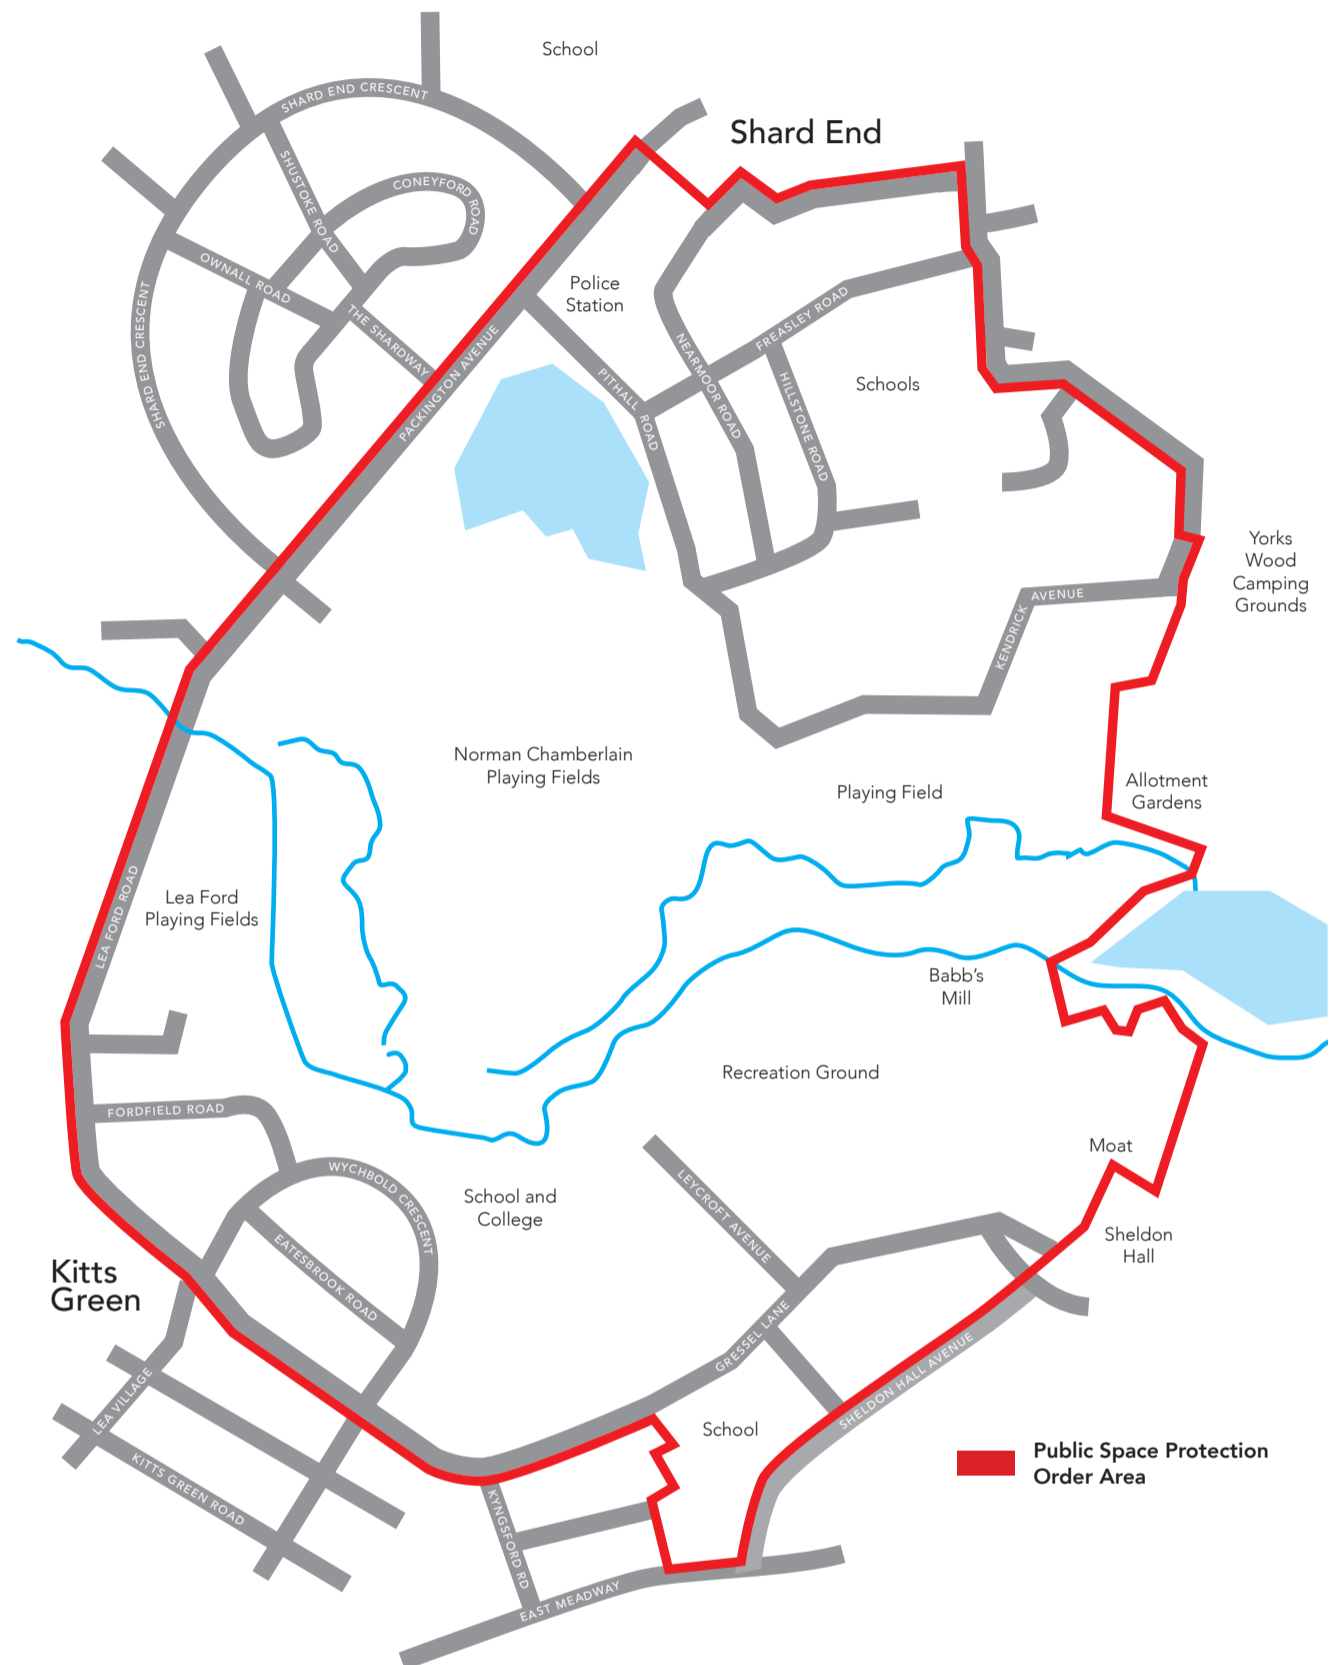 School
SHARD END CRESCENT
Shard End
SHUSTOKE ROAD
CONEYFORD ROAD
OWNALL ROAD
Police
Station
SHARD END CRESCENT
THE SHARDWAY
PACKINGTON AVENUE
FREASLEY ROAD
NEARMOOR ROAD
PITHALL ROAD
HILLSTONE ROAD
Schools
Yorks
Wood
Camping
Grounds
KENDRICK AVENUE
Norman Chamberlain
Playing Fields
Playing Field
Allotment
Gardens
Lea Ford
Playing Fields
LEA FORD ROAD
Babb's
Mill
Recreation Ground
FORDFIELD ROAD
Moat
WYCHBOLD CRESCENT
School and
College
LEYCROFT AVENUE
Sheldon
Hall
EATESBROOK ROAD
Kitts
Green
GRESSEL LANE
SHELDON HALL AVENUE
LEA VILLAGE
School
KITTS GREEN ROAD
KYNGSFORD RD
EAST MEADWAY
Public Space Protection
Order Area